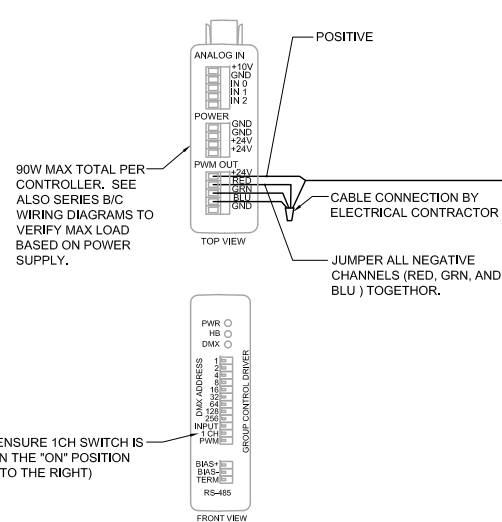 POSITIVE
ANALOG IN
+10V
GND
IN 0
IN 1
IN 2
POWER
GND
GND
+24V
+24V
PWM OUT
+24V
RED
GRN
BLU
GND
TOP VIEW
90W MAX TOTAL PER
CONTROLLER. SEE
ALSO SERIES B/C
WIRING DIAGRAMS TO
VERIFY MAX LOAD
BASED ON POWER
SUPPLY.
CABLE CONNECTION BY
ELECTRICAL CONTRACTOR
JUMPER ALL NEGATIVE
CHANNELS (RED, GRN, AND
BLU ) TOGETHOR.
PWR
HB
DMX
DMX ADDRESS
1
2
4
8
16
32
64
128
256
INPUT
1 CH
PWM
GROUP CONTROL DRIVER
BIAS+
BIAS-
TERM
RS-485
FRONT VIEW
ENSURE 1CH SWITCH IS
N THE "ON" POSITION
TO THE RIGHT)